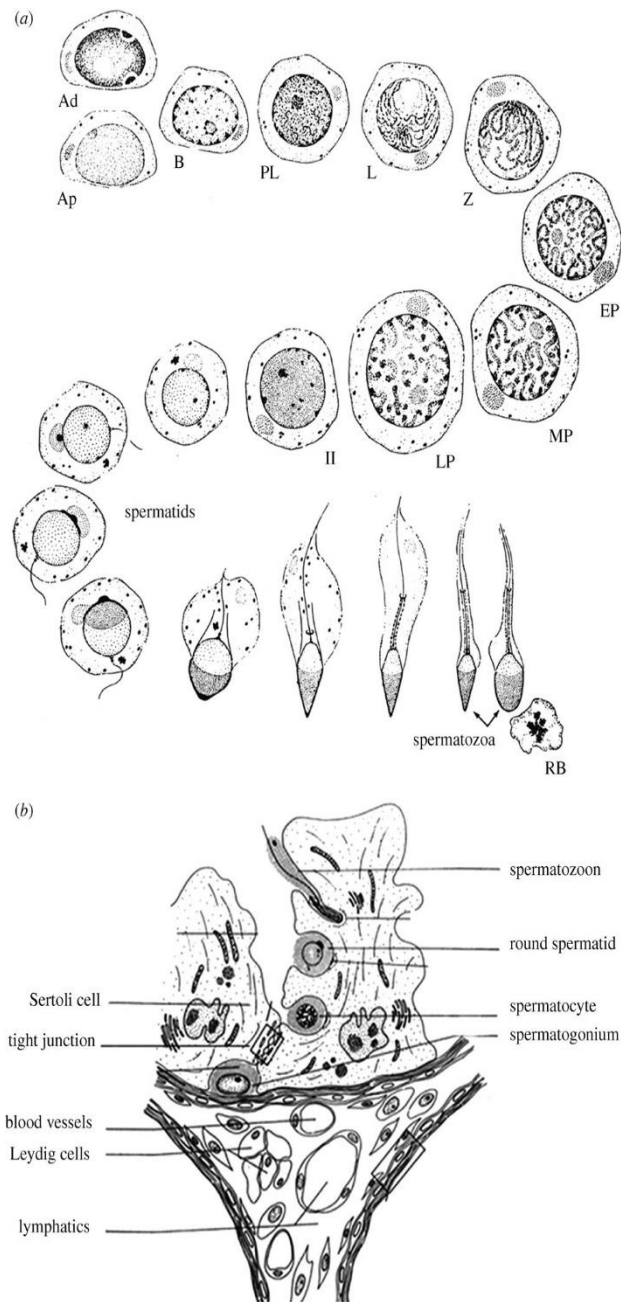 (a)
Ad
Ap
B
PL
L
Z
EP
MP
LP
II
spermatids
spermatozoa
RB
(b)
spermatozoon
round spermatid
Sertoli cell
spermatocyte
tight junction
spermatogonium
blood vessels
Leydig cells
lymphatics